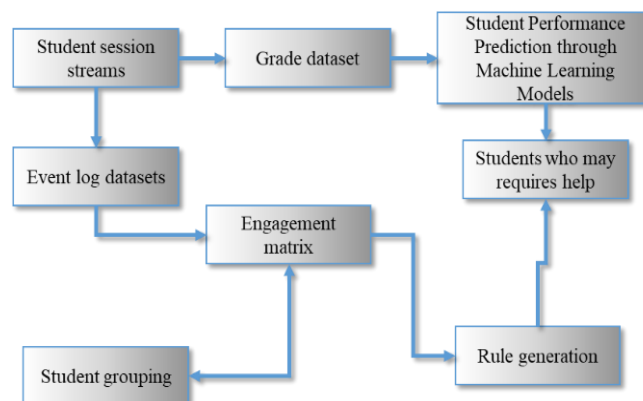 Student session
streams
Grade dataset
Student Performance
Prediction through
Machine Learning
Models
Event log datasets
Students who may
requires help
Engagement
matrix
Student grouping
Rule generation